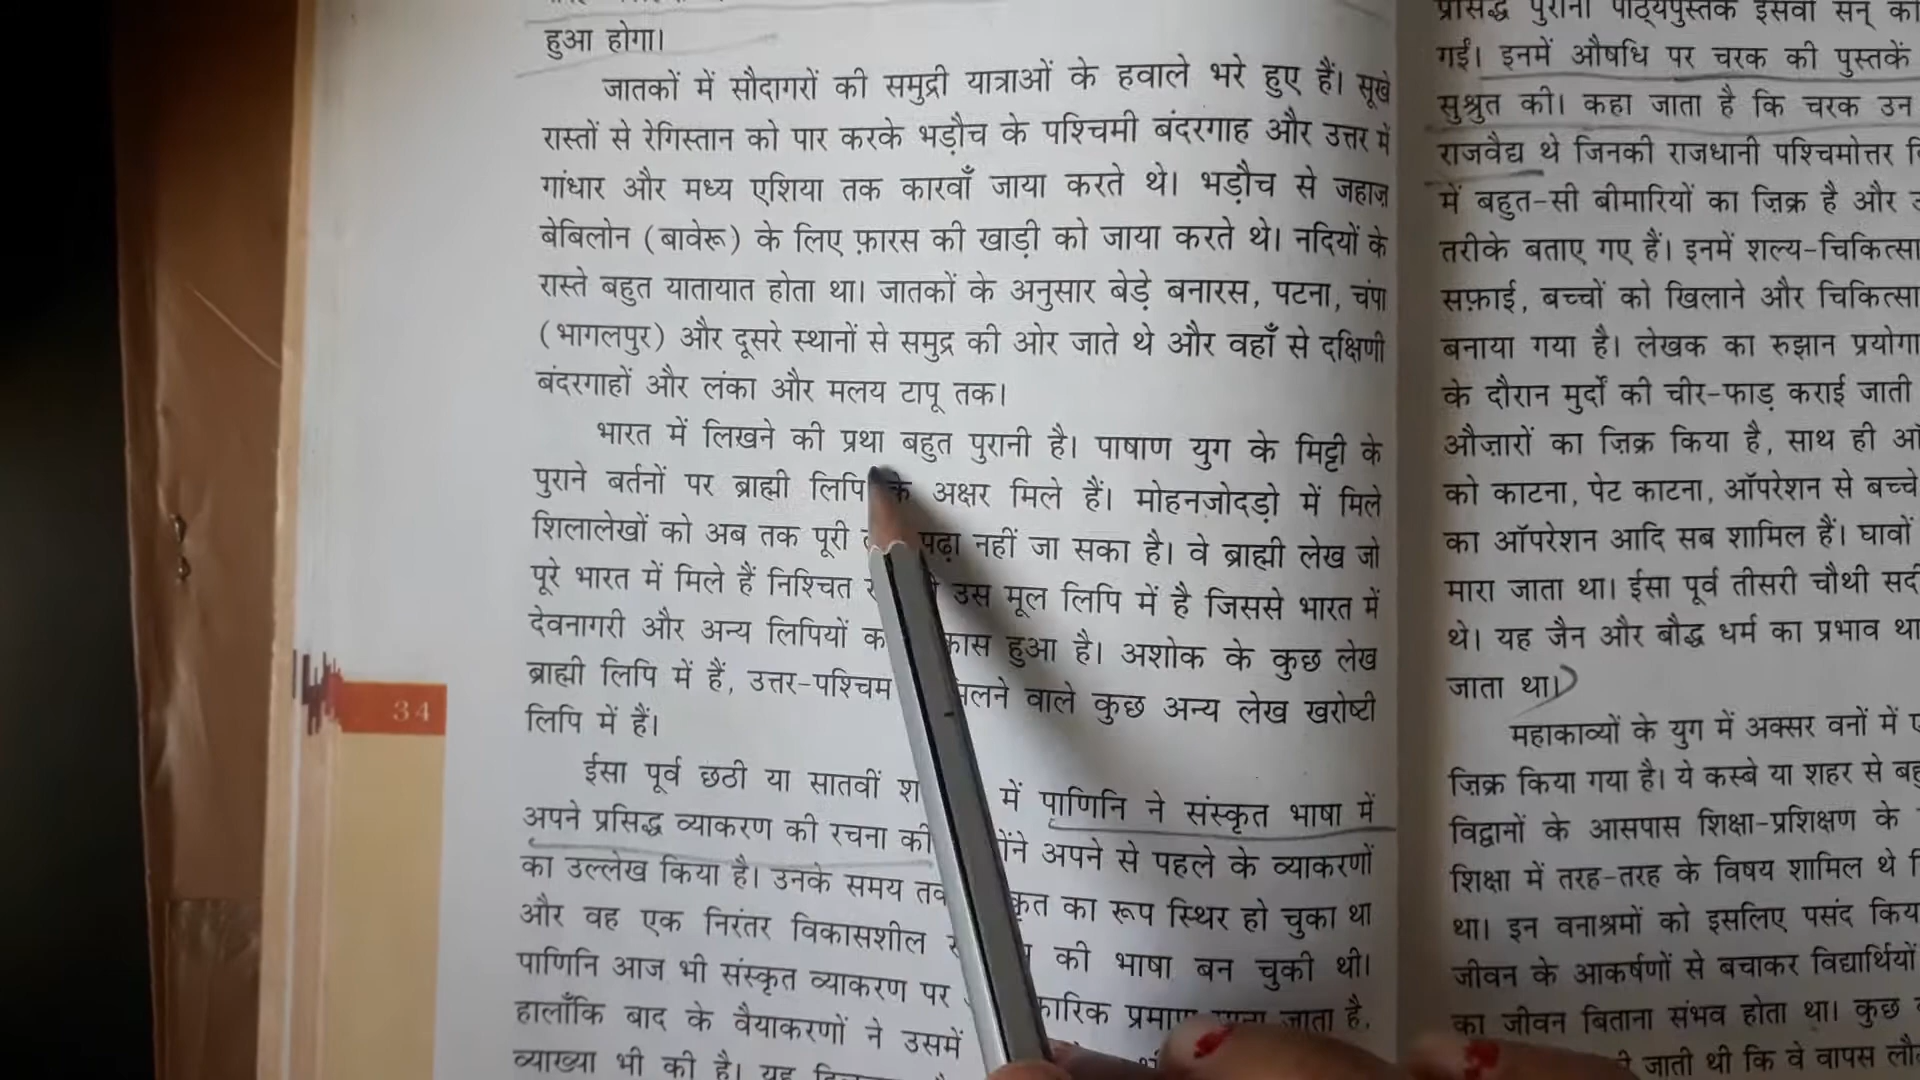 हुआ होगा।
जातकों में सौदागरों की समुद्री यात्राओं के हवाले भरे हुए हैं। सूखे
रास्तों से रेगिस्तान को पार करके भड़ौच के पश्चिमी बंदरगाह और उत्तर में
गांधार और मध्य एशिया तक कारवाँ जाया करते थे। भड़ौच से जहाज़
बेबिलोन (बावेरू) के लिए फ़ारस की खाड़ी को जाया करते थे। नदियों के
रास्ते बहुत यातायात होता था। जातकों के अनुसार बेड़े बनारस, पटना, चंपा
(भागलपुर) और दूसरे स्थानों से समुद्र की ओर जाते थे और वहाँ से दक्षिणी
बंदरगाहों और लंका और मलय टापू तक।
भारत में लिखने की प्रथा बहुत पुरानी है। पाषाण युग के मिट्टी के
पुराने बर्तनों पर ब्राह्मी लिपि के अक्षर मिले हैं। मोहनजोदड़ो में मिले
शिलालेखों को अब तक पूरी पढ़ा नहीं जा सका है। वे ब्राह्मी लेख जो
पूरे भारत में मिले हैं निश्चित उस मूल लिपि में है जिससे भारत में
देवनागरी और अन्य लिपियों हुआ है। अशोक के कुछ लेख
ब्राह्मी लिपि में हैं, उत्तर-पश्चिम वाले कुछ अन्य लेख खरोष्टी
लिपि में हैं।
34
ईसा पूर्व छठी या सातवीं में पाणिनि ने संस्कृत भाषा में
अपने प्रसिद्ध व्याकरण की रचना की अपने से पहले के व्याकरणों
का उल्लेख किया है। उनके समय तक का रूप स्थिर हो चुका था
और वह एक निरंतर विकासशील की भाषा बन चुकी थी।
पाणिनि आज भी संस्कृत व्याकरण पर प्रमाण जाता है,
हालाँकि बाद के वैयाकरणों ने उसमें
व्याख्या भी की है। यह
प्रसिद्ध पुरानी पाठ्यपुस्तकें इसवी सन् की
गईं। इनमें औषधि पर चरक की पुस्तकें
सुश्रुत की। कहा जाता है कि चरक उन
राजवैद्य थे जिनकी राजधानी पश्चिमोत्तर
में बहुत-सी बीमारियों का ज़िक्र है और
तरीके बताए गए हैं। इनमें शल्य-चिकित्सा
सफ़ाई, बच्चों को खिलाने और चिकित्सा
बनाया गया है। लेखक का रुझान
के दौरान मुर्दों की चीर-फाड़ कराई जाती
औज़ारों का ज़िक्र किया है, साथ ही
को काटना, पेट काटना, ऑपरेशन से बच्चे
का ऑपरेशन आदि सब शामिल हैं। घावों
मारा जाता था। ईसा पूर्व तीसरी चौथी सदी
थे। यह जैन और बौद्ध धर्म का प्रभाव था
जाता था।)
महाकाव्यों के युग में अक्सर वनों में
ज़िक्र किया गया है। ये कस्बे या शहर से
विद्वानों के आसपास शिक्षा-प्रशिक्षण के
शिक्षा में तरह-तरह के विषय शामिल थे
था। इन वनाश्रमों को इसलिए पसंद
जीवन के आकर्षणों से बचाकर विद्यार्थियों
का जीवन बिताना संभव होता था। कुछ
जाती थी कि वे वापस